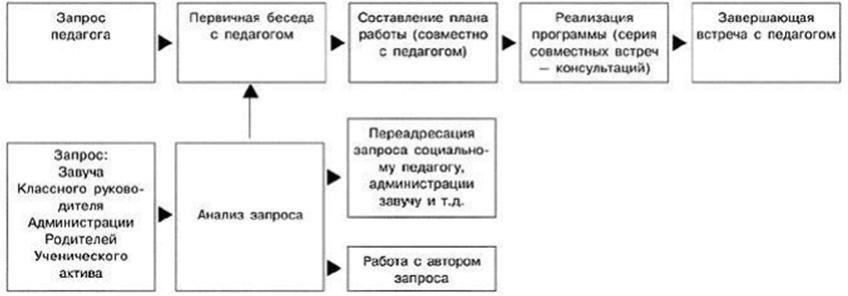 Запрос
педагога
Первичная беседа
с педагогом
Составление плана
работы (совместно
с педагогом)
Реализация
программы (серия
совместных встреч
— консультаций)
Завершающая
встреча с педагогом
Запрос:
Завуча
Классного руково-
дителя
Администрации
Родителей
Ученического
актива
Анализ запроса
Переадресация
запроса социально-
му педагогу,
администрации
завучу и т.д.
Работа с автором
запроса